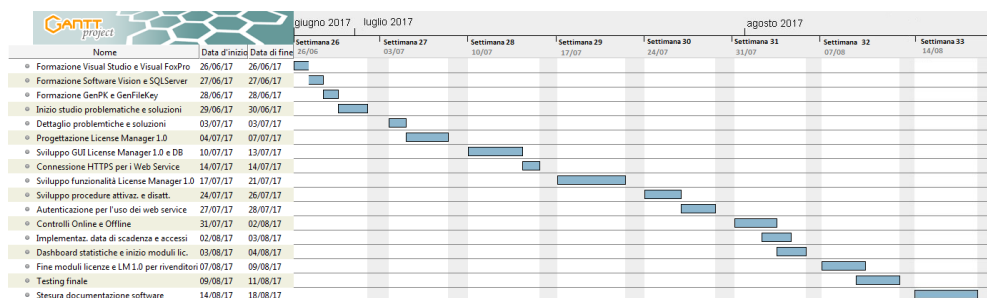 GANTT project
giugno 2017 luglio 2017 agosto 2017
Settimana 26 Settimana 27 Settimana 28 Settimana 29 Settimana 30 Settimana 31 Settimana 32 Settimana 33
26/06 03/07 10/07 17/07 24/07 31/07 07/08 14/08
Nome Data d'inizio Data di fine
Formazione Visual Studio e Visual FoxPro 26/06/17 26/06/17
Formazione Software Vision e SQLServer 27/06/17 27/06/17
Formazione GenPK e GenFileKey 28/06/17 28/06/17
Inizio studio problematiche e soluzioni 29/06/17 30/06/17
Dettaglio problemtiche e soluzioni 03/07/17 03/07/17
Progettazione License Manager 1.0 04/07/17 07/07/17
Sviluppo GUI License Manager 1.0 e DB 10/07/17 13/07/17
Connessione HTTPS per i Web Service 14/07/17 14/07/17
Sviluppo funzionalità License Manager 1.0 17/07/17 21/07/17
Sviluppo procedure attivaz. e disatt. 24/07/17 26/07/17
Autenticazione per l'uso dei web service 27/07/17 28/07/17
Controlli Online e Offline 31/07/17 02/08/17
Implementaz. data di scadenza e accessi 02/08/17 03/08/17
Dashboard statistiche e inizio moduli lic. 03/08/17 04/08/17
Fine moduli licenze e LM 1.0 per rivenditori 07/08/17 09/08/17
Testing finale 09/08/17 11/08/17
Stesura documentazione software 14/08/17 18/08/17